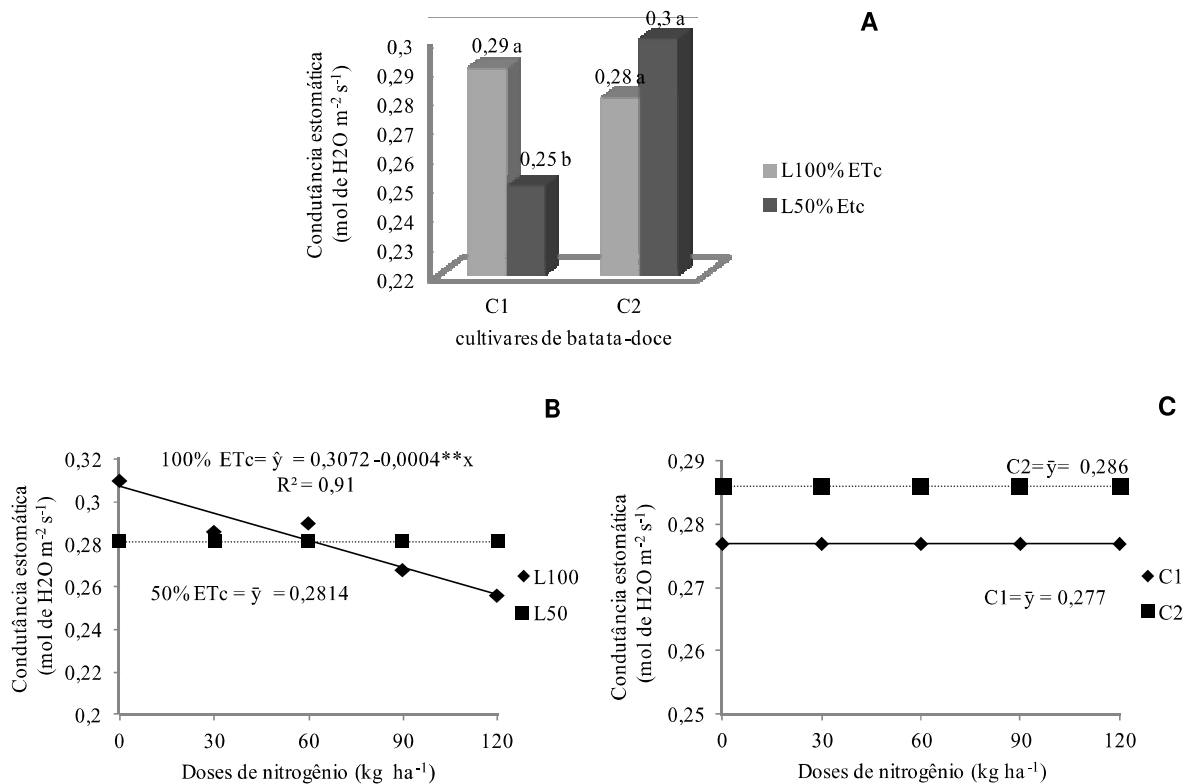 A
Condutância estomática
(mol de H2O m⁻² s⁻¹)
0,3
0,29
0,28
0,27
0,26
0,25
0,24
0,23
0,22
0,29 a
0,25 b
0,28 a
0,3 a
C1
C2
cultivares de batata-doce
L100% ETc
L50% Etc
B
Condutância estomática
(mol de H2O m⁻² s⁻¹)
0,32
0,3
0,28
0,26
0,24
0,22
0,2
100% ETc= ŷ = 0,3072 -0,0004**x
R² = 0,91
50% ETc = ȳ = 0,2814
L100
L50
0
30
60
90
120
Doses de nitrogênio (kg ha⁻¹)
C
Condutância estomática
(mol de H2O m⁻² s⁻¹)
0,29
0,28
0,27
0,26
0,25
C2=ȳ= 0,286
C1=ȳ = 0,277
C1
C2
0
30
60
90
120
Doses de nitrogênio (kg ha⁻¹)